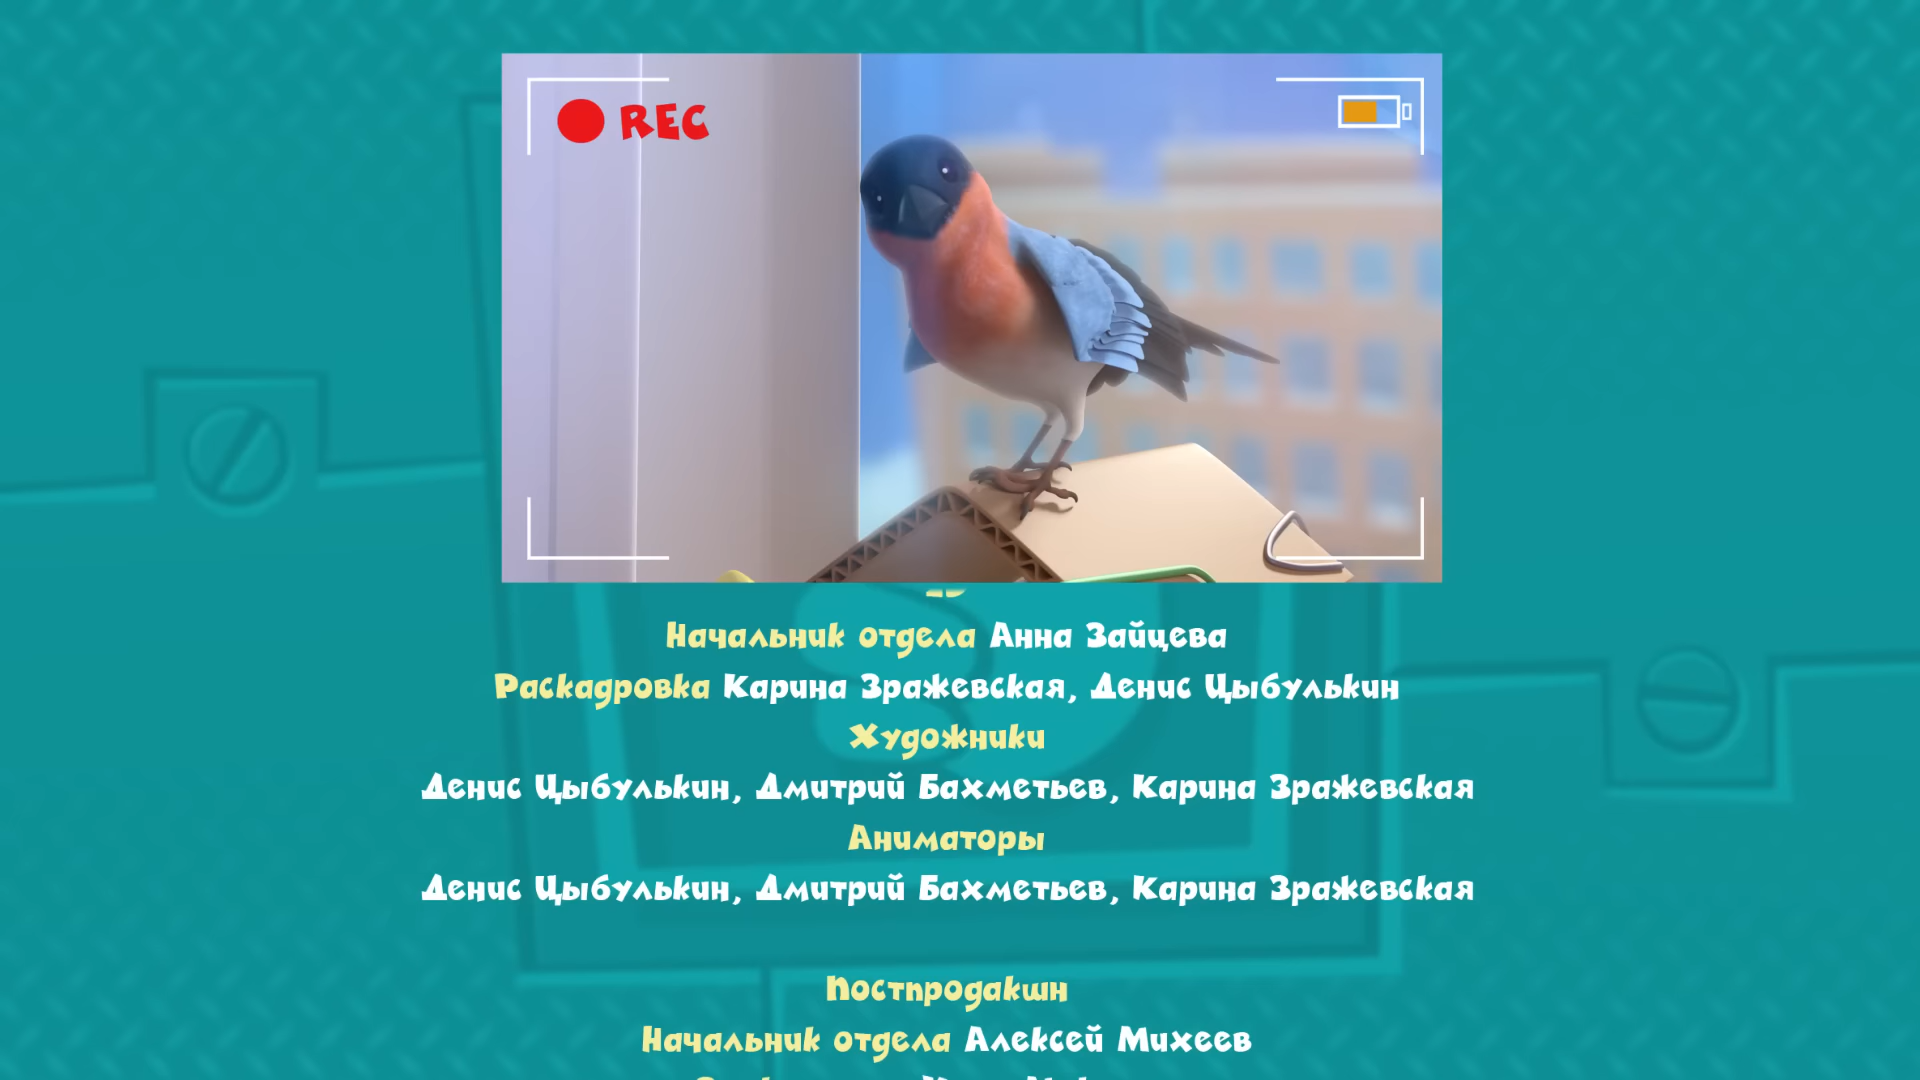 REC
Начальник отдела Анна Зайцева
Раскадровка Карина Зражевская, Денис Цыбулькин
Художники
Денис Цыбулькин, Дмитрий Бахметьев, Карина Зражевская
Аниматоры
Денис Цыбулькин, Дмитрий Бахметьев, Карина Зражевская
Постпродакшн
Начальник отдела Алексей Михеев